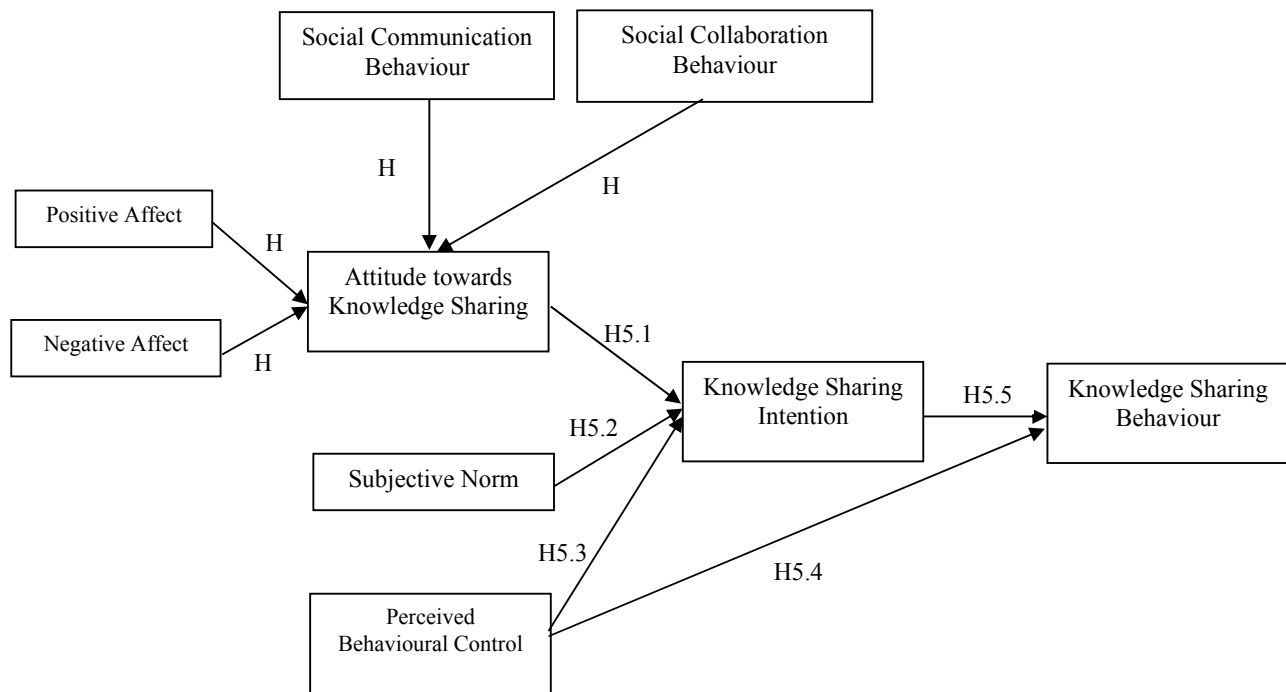 Social Communication
Behaviour
Social Collaboration
Behaviour
H
H
Positive Affect
H
Attitude towards
Knowledge Sharing
Negative Affect
H
H5.1
Knowledge Sharing
Intention
H5.5
Knowledge Sharing
Behaviour
H5.2
Subjective Norm
H5.3
H5.4
Perceived
Behavioural Control